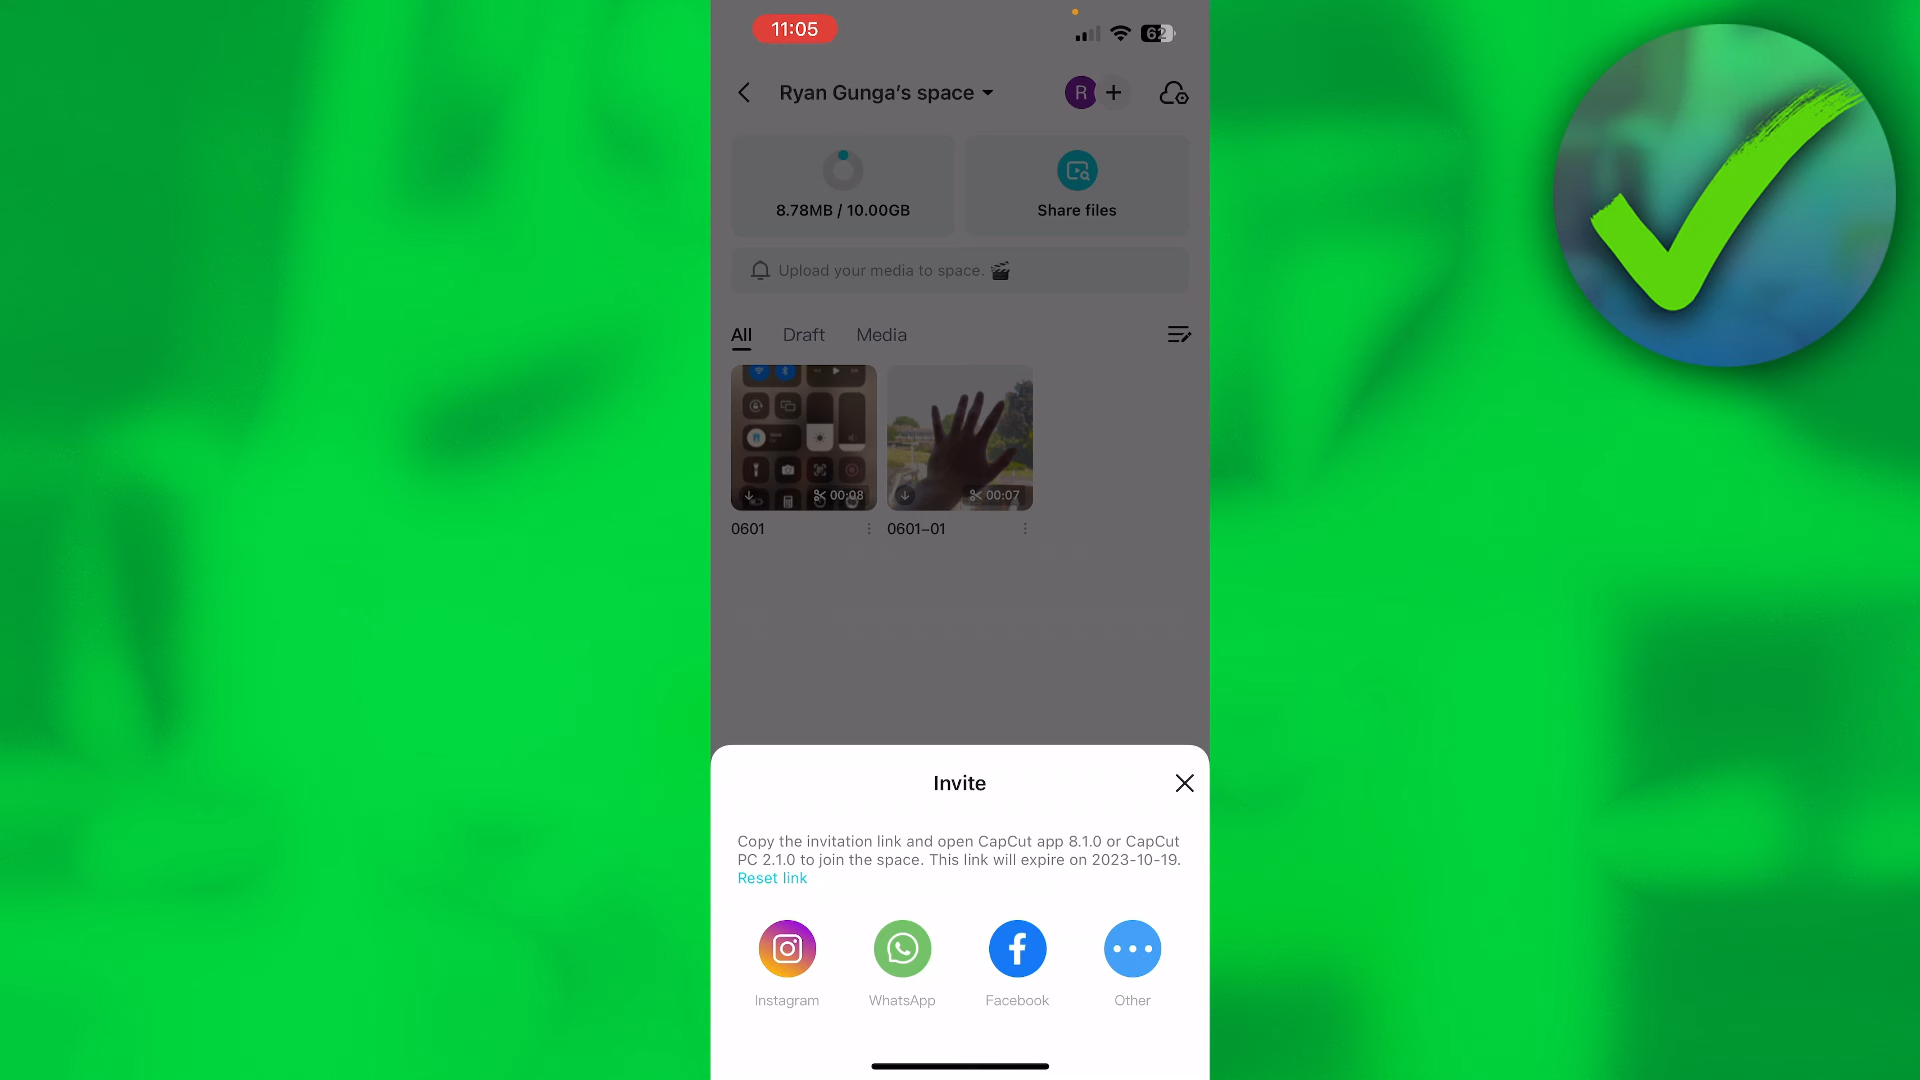 11:05
62
Ryan Gunga's space
R
8.78MB / 10.00GB
Share files
Upload your media to space.
All
Draft
Media
00:08
00:07
0601
0601-01
Invite
Copy the invitation link and open CapCut app 8.1.0 or CapCut
PC 2.1.0 to join the space. This link will expire on 2023-10-19.
Reset link
Instagram
WhatsApp
Facebook
Other